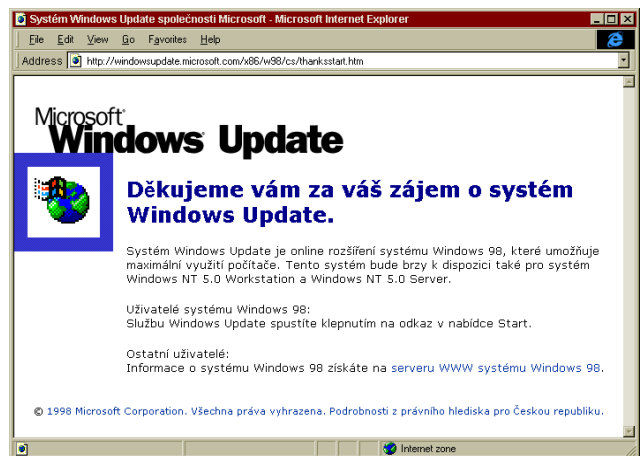 Systém Windows Update společnosti Microsoft - Microsoft Internet Explorer
File Edit View Go Favorites Help
Address http://windowsupdate.microsoft.com/x86/w98/cs/thanksstart.htm
Microsoft
Windows Update
Děkujeme vám za váš zájem o systém
Windows Update.
Systém Windows Update je online rozšíření systému Windows 98, které umožňuje
maximální využití počítače. Tento systém bude brzy k dispozici také pro systém
Windows NT 5.0 Workstation a Windows NT 5.0 Server.
Uživatelé systému Windows 98:
Službu Windows Update spustíte klepnutím na odkaz v nabídce Start.
Ostatní uživatelé:
Informace o systému Windows 98 získáte na serveru WWW systému Windows 98.
© 1998 Microsoft Corporation. Všechna práva vyhrazena. Podrobnosti z právního hlediska pro Českou republiku.
Internet zone